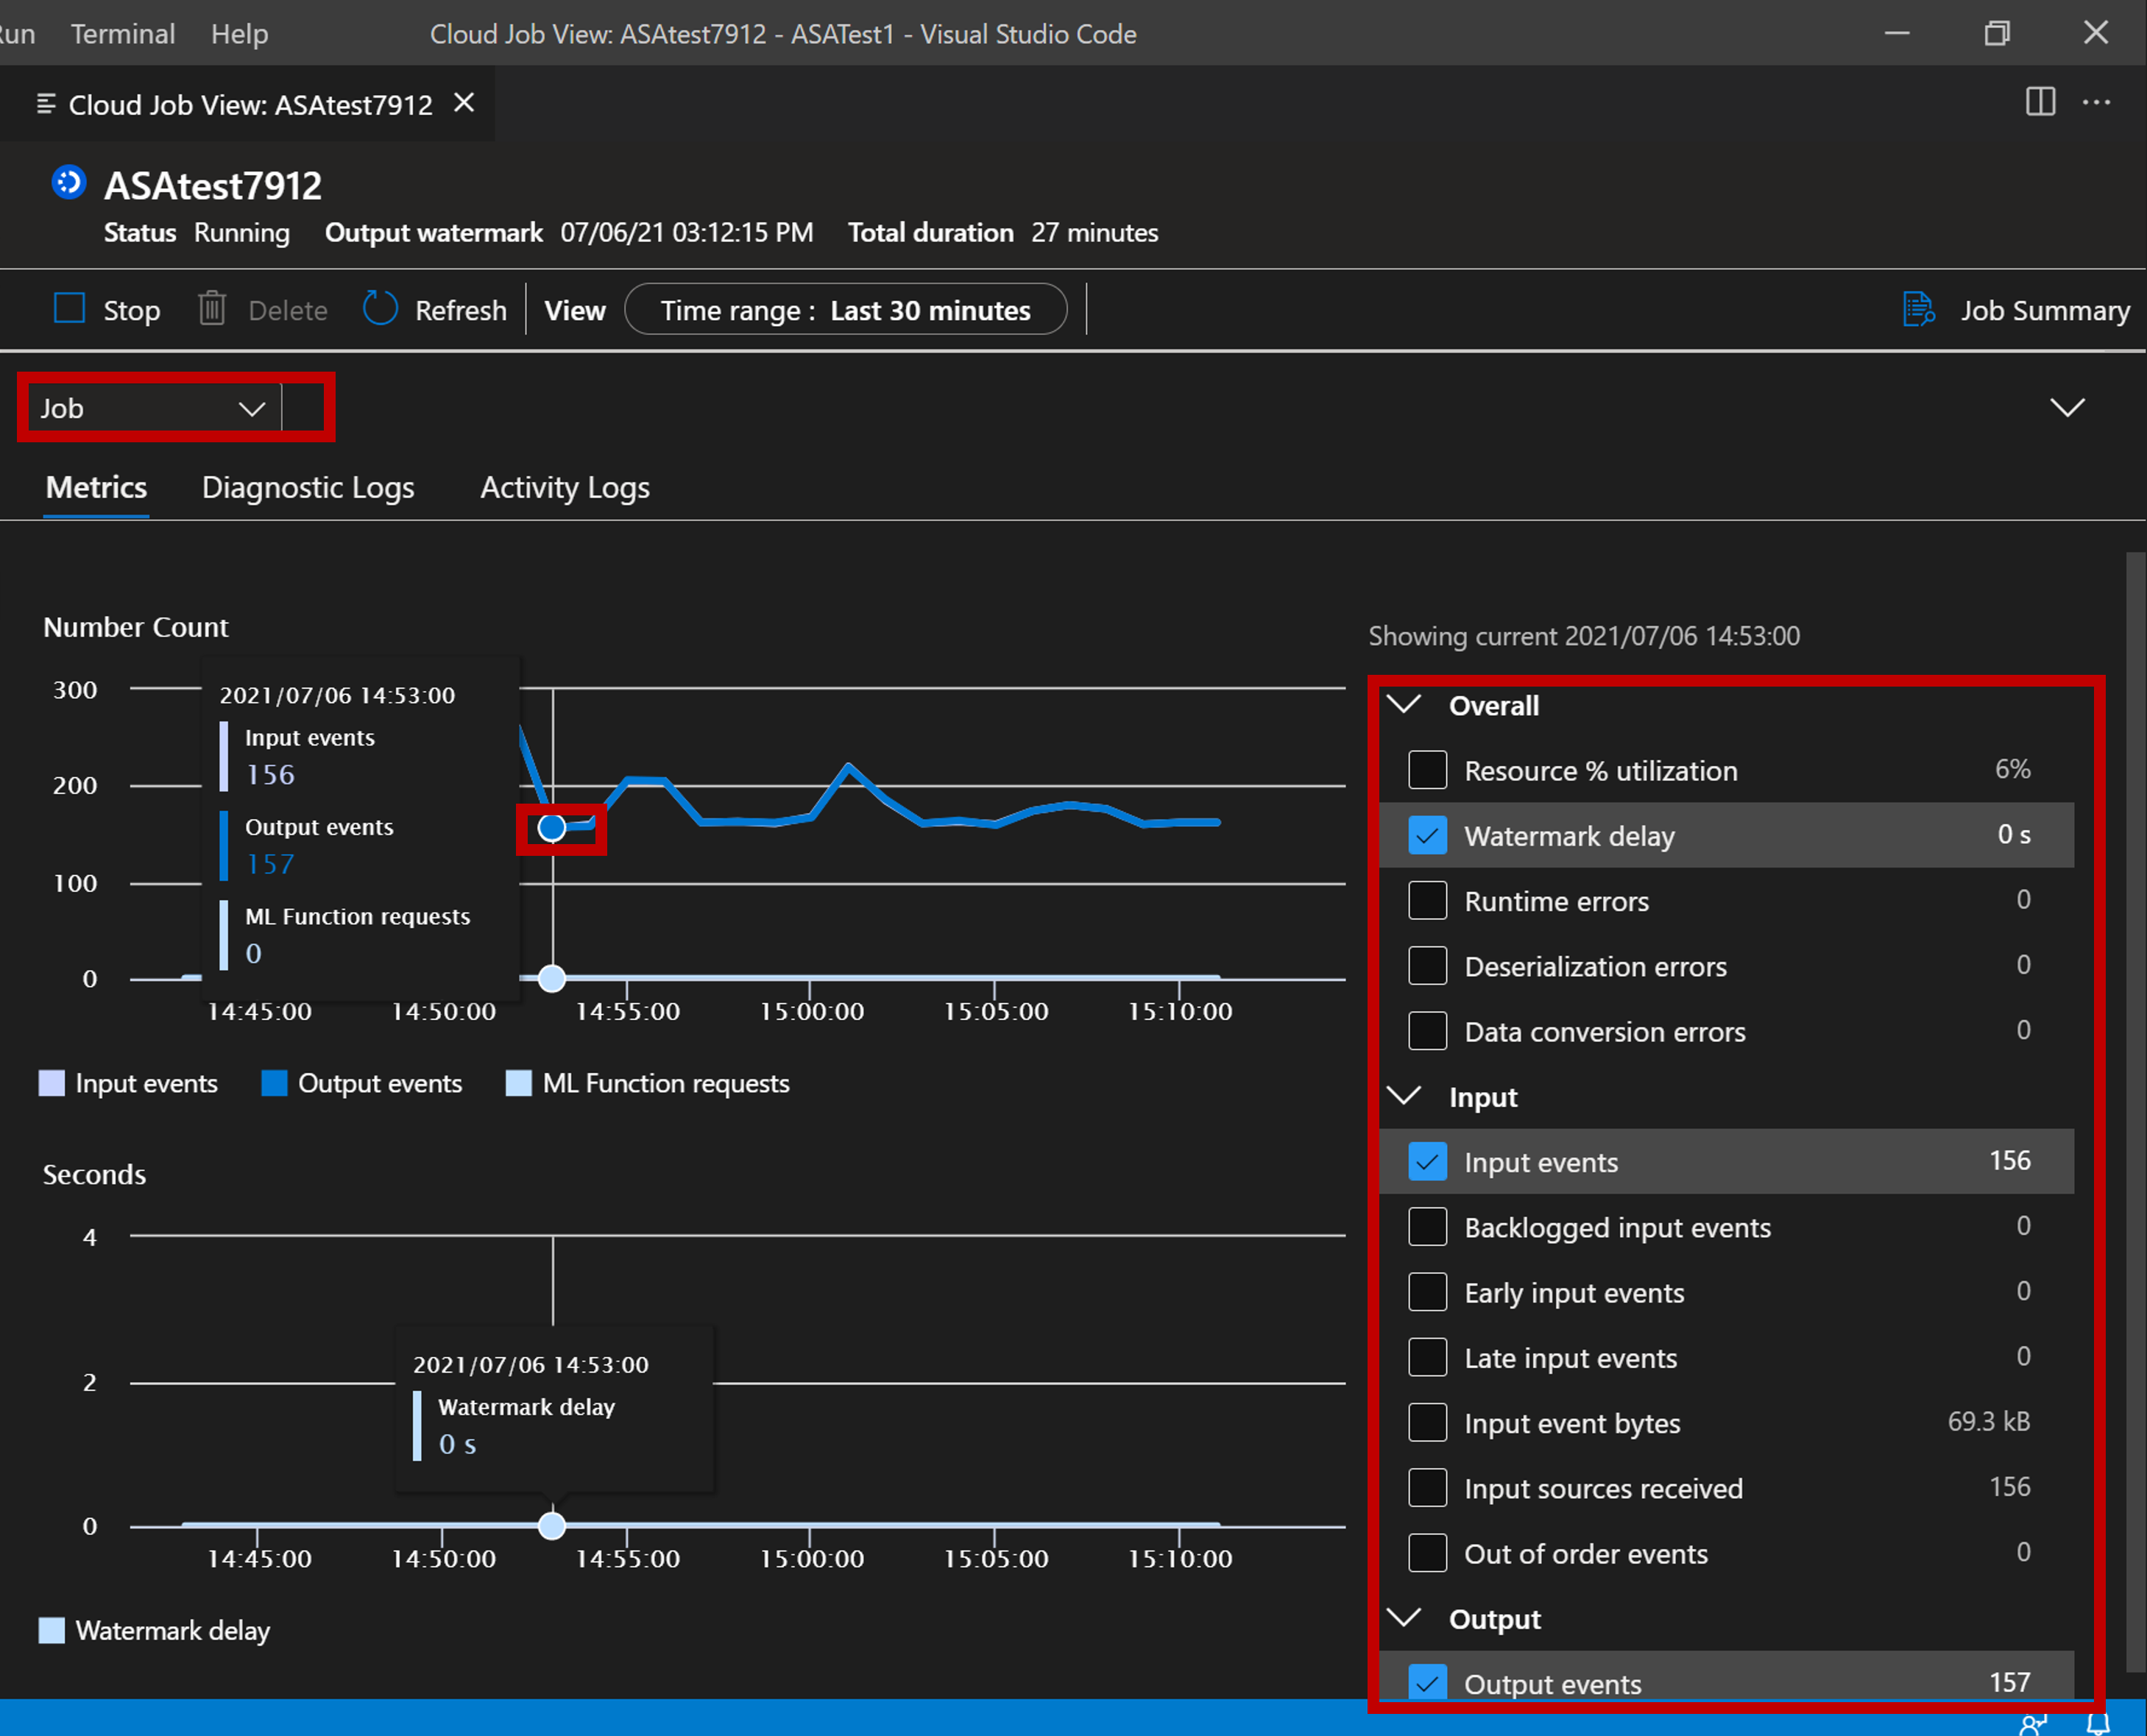 Run Terminal Help Cloud Job View: ASAtest7912 - ASATest1 - Visual Studio Code
Cloud Job View: ASAtest7912
ASAtest7912
Status Running Output watermark 07/06/21 03:12:15 PM Total duration 27 minutes
Stop Delete Refresh View Time range : Last 30 minutes Job Summary
Job
Metrics Diagnostic Logs Activity Logs
Number Count
300
200
100
0
2021/07/06 14:53:00
Input events
156
Output events
157
ML Function requests
0
14:45:00 14:50:00 14:55:00 15:00:00 15:05:00 15:10:00
Input events Output events ML Function requests
Seconds
4
2
0
2021/07/06 14:53:00
Watermark delay
0 s
14:45:00 14:50:00 14:55:00 15:00:00 15:05:00 15:10:00
Watermark delay
Showing current 2021/07/06 14:53:00
Overall
Resource % utilization 6%
Watermark delay 0 s
Runtime errors 0
Deserialization errors 0
Data conversion errors 0
Input
Input events 156
Backlogged input events 0
Early input events 0
Late input events 0
Input event bytes 69.3 kB
Input sources received 156
Out of order events 0
Output
Output events 157